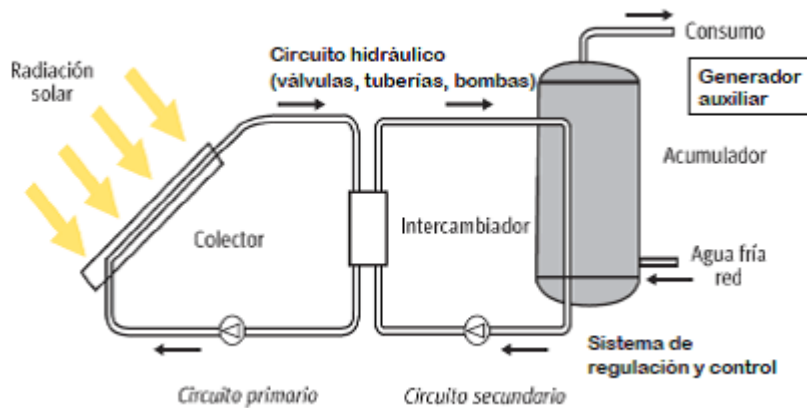 Radiación
solar
Circuito hidráulico
(válvulas, tuberías, bombas)
Consumo
Generador
auxiliar
Acumulador
Colector
Intercambiador
Agua fría
red
Sistema de
regulación y control
Circuito primario
Circuito secundario